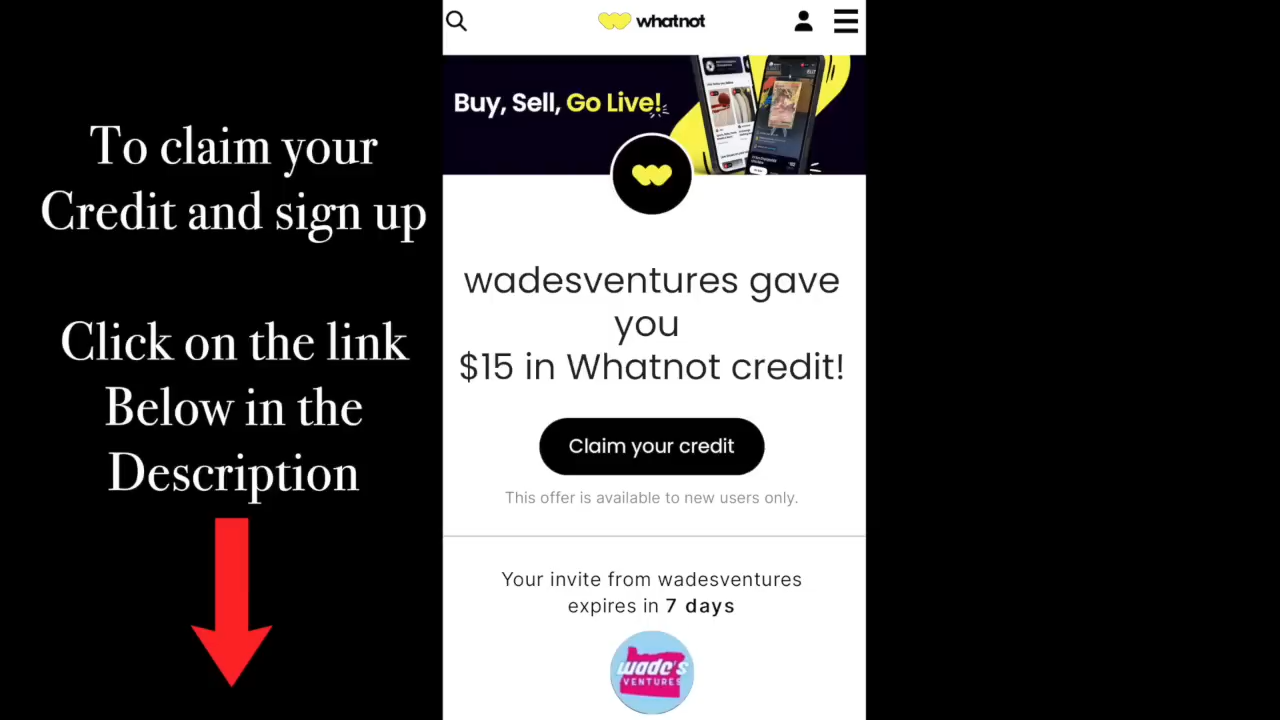 To claim your
Credit and sign up
Click on the link
Below in the
Description
whatnot
Buy, Sell, Go Live!
wadesventures gave
you
$15 in Whatnot credit!
Claim your credit
This offer is available to new users only.
Your invite from wadesventures
expires in 7 days
wade's
VENTURES